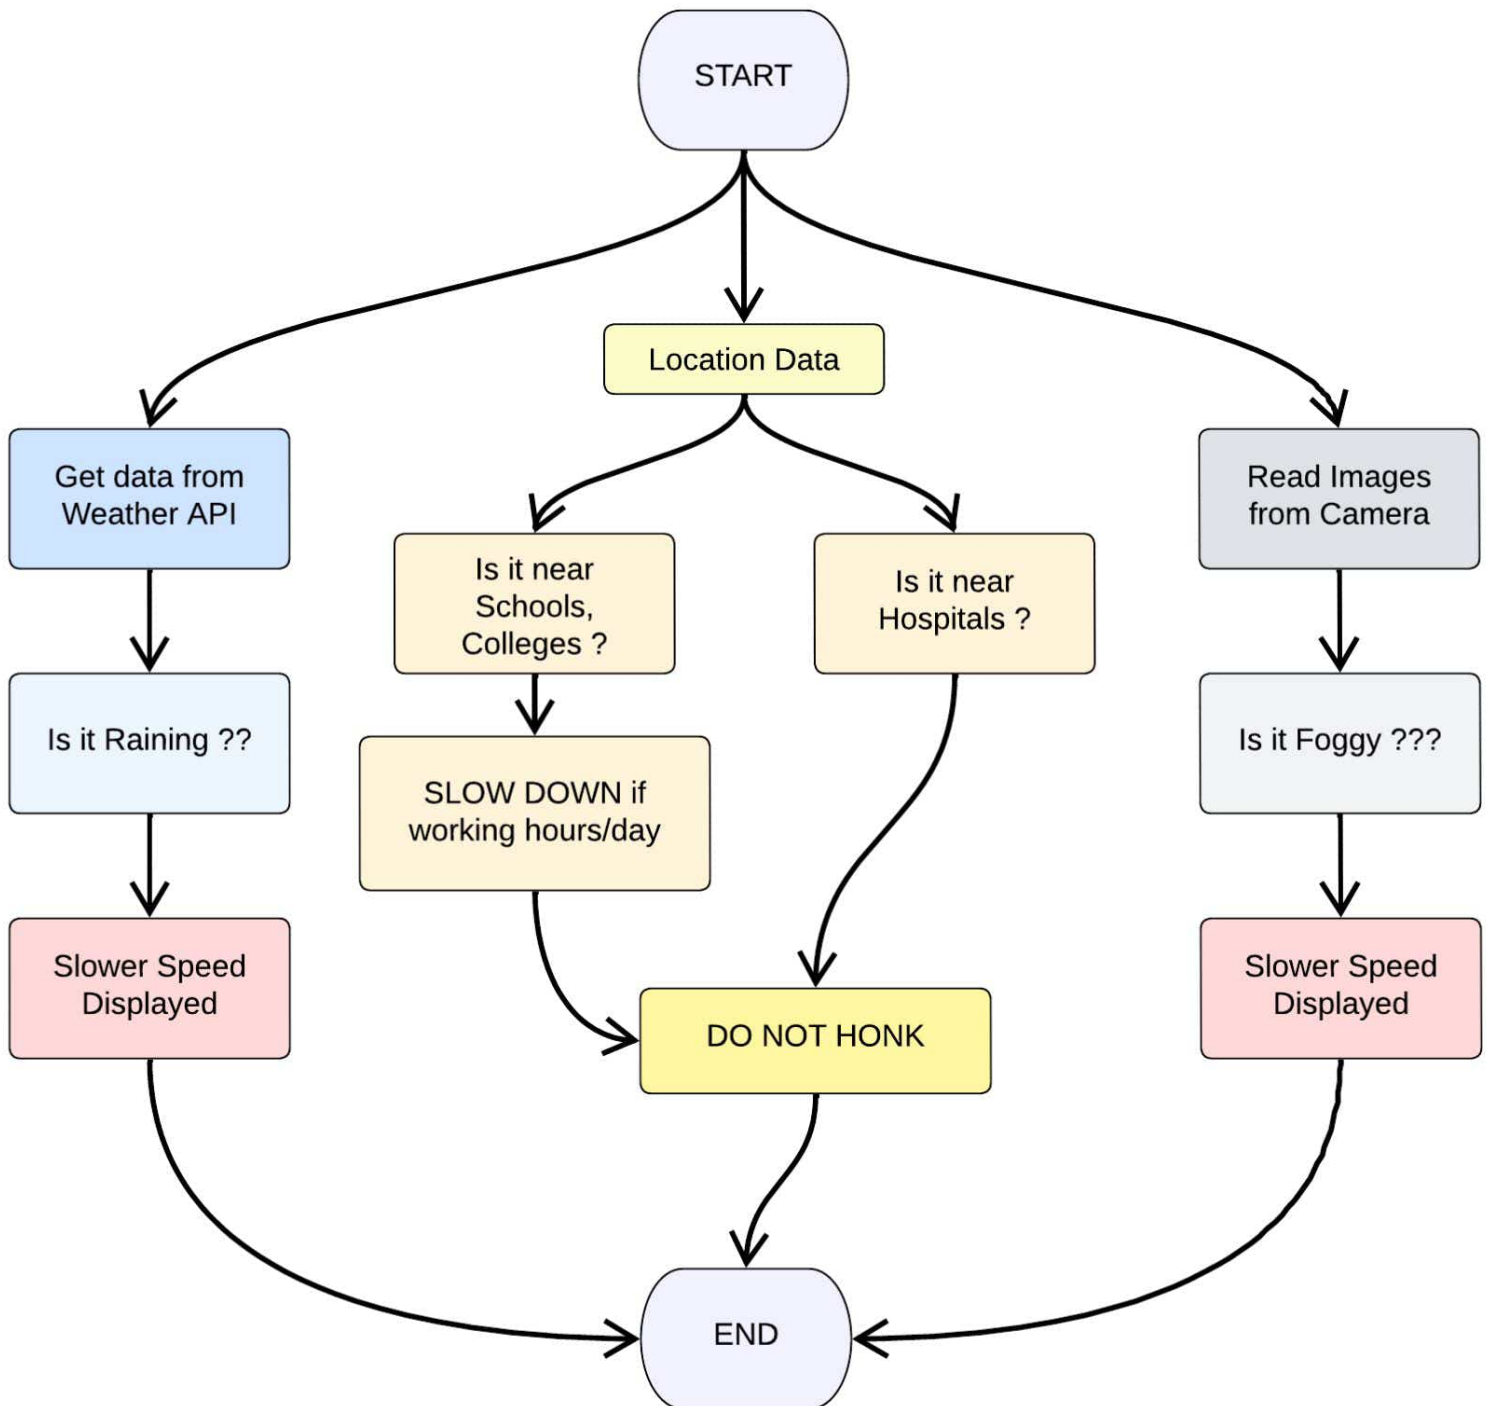 START
Location Data
Get data from
Weather API
Read Images
from Camera
Is it near
Schools,
Colleges ?
Is it near
Hospitals ?
Is it Raining ??
Is it Foggy ???
SLOW DOWN if
working hours/day
Slower Speed
Displayed
Slower Speed
Displayed
DO NOT HONK
END